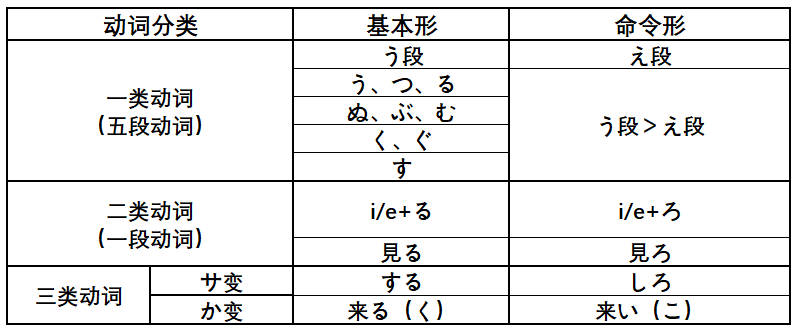 动词分类 基本形 命令形
一类动词
(五段动词)
う段 え段
う、つ、る
ぬ、ぶ、む
く、ぐ
す
う段＞え段
二类动词
(一段动词)
i/e+る i/e+ろ
見る 見ろ
三类动词
サ变 する しろ
か变 来る（く） 来い（こ）